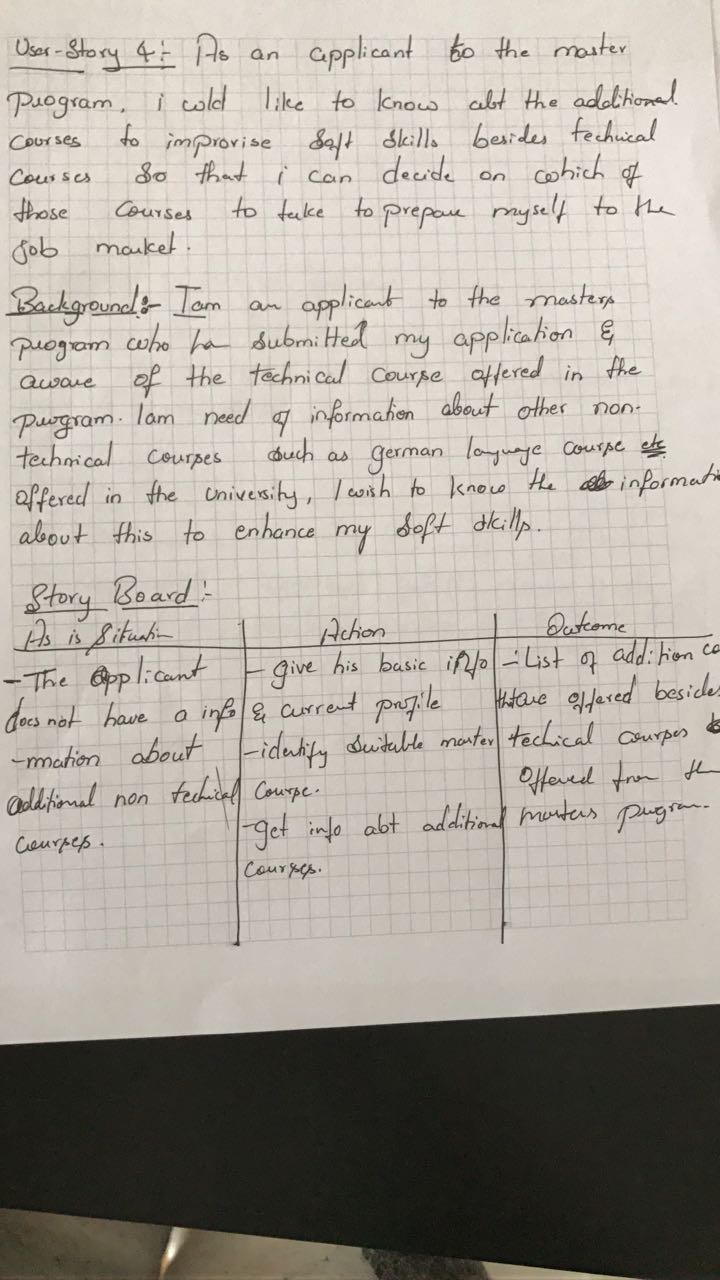 User-Story 4:- As an applicant to the master
program, i wold like to know abt the additional
courses to improvise soft skills besides technical
courses so that i can decide on which of
those courses to take to prepare myself to the
job market.
Background:- Iam an applicant to the masters
program who ha submitted my application &
aware of the technical course offered in the
program. Iam need of information about other non-
technical courses such as german language course etc
offered in the university, I wish to know the informati
about this to enhance my soft skills.
Story Board:-
As is Situatin Action Outcome
- The Applicant - give his basic info - List of addition co
does not have a info & current profile that are offered besides
-rmation about - identify suitable master techical courses
additional non techical course. offered from the
courses. - get info abt additional masters program.
courses.